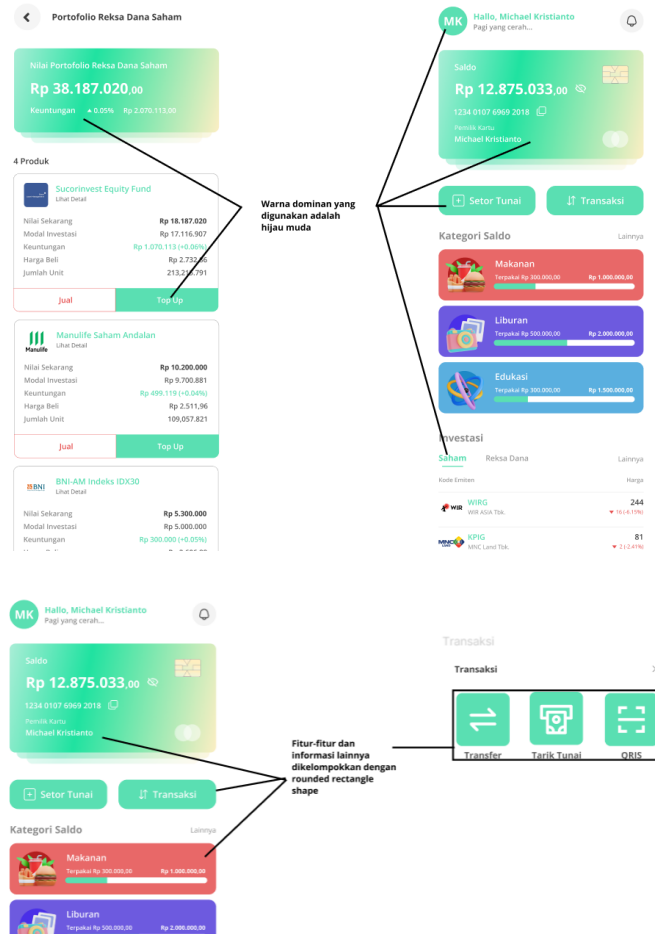 Portofolio Reksa Dana Saham
Nilai Portofolio Reksa Dana Saham
Rp 38.187.020,00
Keuntungan 0.05% Rp 2.070.113,00
4 Produk
Sucorinvest Equity Fund
Lihat Detail
Nilai Sekarang Rp 18.187.020
Modal Investasi Rp 17.116.907
Keuntungan Rp 1.070.113 (+0.06%)
Harga Beli Rp 2.732,
Jumlah Unit 213,21 .791
Jual Top Up
Manulife
Manulife Saham Andalan
Lihat Detail
Nilai Sekarang Rp 10.200.000
Modal Investasi Rp 9.700.881
Keuntungan Rp 499.119 (+0.04%)
Harga Beli Rp 2.511,96
Jumlah Unit 109,057.821
Jual Top Up
BNI
BNI-AM Indeks IDX30
Lihat Detail
Nilai Sekarang Rp 5.300.000
Modal Investasi Rp 5.000.000
Keuntungan Rp 300.000 (+0.05%)
Warna dominan yang
digunakan adalah
hijau muda
MK
Hallo, Michael Kristianto
Pagi yang cerah...
Saldo
Rp 12.875.033,00
1234 0107 6969 2018
Pemilik Kartu
Michael Kristianto
Setor Tunai Transaksi
Kategori Saldo Lainnya
Makanan
Terpakai Rp 300.000,00 Rp 1.000.000,00
Liburan
Terpakai Rp 500.000,00 Rp 2.000.000,00
Edukasi
Terpakai Rp 300.000,00 Rp 1.500.000,00
Investasi
Saham Reksa Dana Lainnya
Kode Emiten Harga
WIR
WIRG 244
WIR ASIA Tbk. 16 (-6.15%)
MNC
KPIG 81
MNC Land Tbk. 2 (-2.41%)
MK
Hallo, Michael Kristianto
Pagi yang cerah...
Saldo
Rp 12.875.033,00
1234 0107 6969 2018
Pemilik Kartu
Michael Kristianto
Setor Tunai Transaksi
Kategori Saldo Lainnya
Makanan
Terpakai Rp 300.000,00 Rp 1.000.000,00
Liburan
Terpakai Rp 500.000,00 Rp 2.000.000,00
Fitur-fitur dan
informasi lainnya
dikelompokkan dengan
rounded rectangle
shape
Transaksi
Transaksi
Transfer Tarik Tunai QRIS